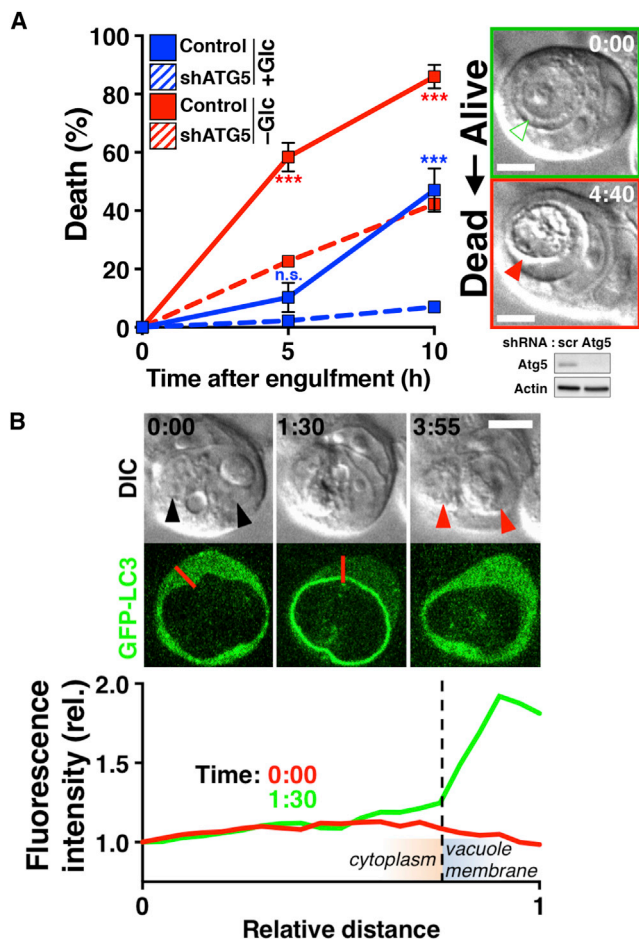 A
100
80
60
40
20
0
Death (%)
Control
shATG5
+Glc
Control
shATG5
–Glc
***
***
***
n.s.
0
5
10
Time after engulfment (h)
Dead ← Alive
0:00
4:40
shRNA : scr Atg5
Atg5
Actin
B
DIC
0:00
1:30
3:55
GFP-LC3
Fluorescence
intensity (rel.)
2.0
1.5
1.0
Time: 0:00
1:30
cytoplasm
vacuole
membrane
0
1
Relative distance